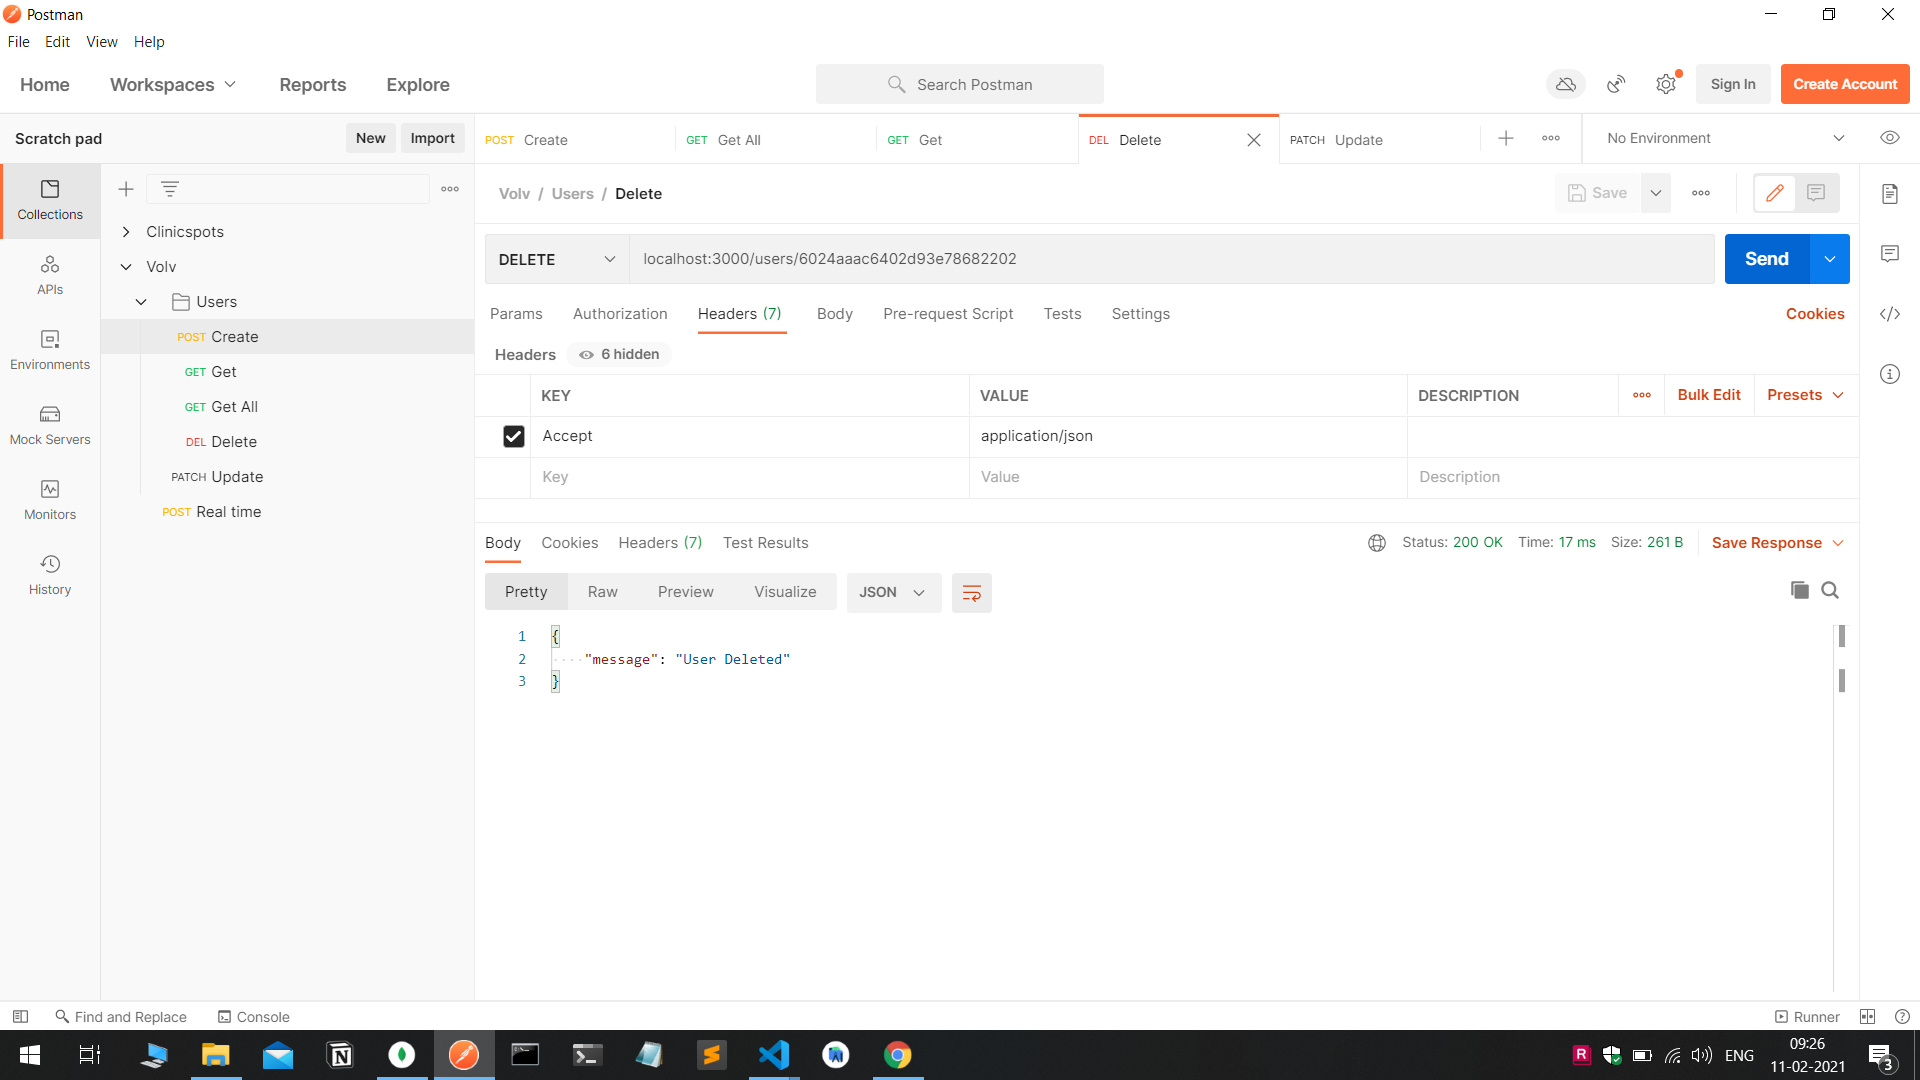 Postman
File Edit View Help
Home Workspaces Reports Explore Search Postman Sign In Create Account
Scratch pad New Import POST Create GET Get All GET Get DEL Delete PATCH Update No Environment
Volv / Users / Delete Save
Collections
Clinicspots
Volv
Users
POST Create
GET Get
GET Get All
DEL Delete
PATCH Update
POST Real time
APIs
Environments
Mock Servers
Monitors
History
DELETE localhost:3000/users/6024aaac6402d93e78682202 Send
Params Authorization Headers (7) Body Pre-request Script Tests Settings Cookies
Headers 6 hidden
KEY VALUE DESCRIPTION Bulk Edit Presets
Accept application/json
Key Value Description
Body Cookies Headers (7) Test Results Status: 200 OK Time: 17 ms Size: 261 B Save Response
Pretty Raw Preview Visualize JSON
1 {
2 "message": "User Deleted"
3 }
Find and Replace Console Runner
R ENG 09:26
11-02-2021 3